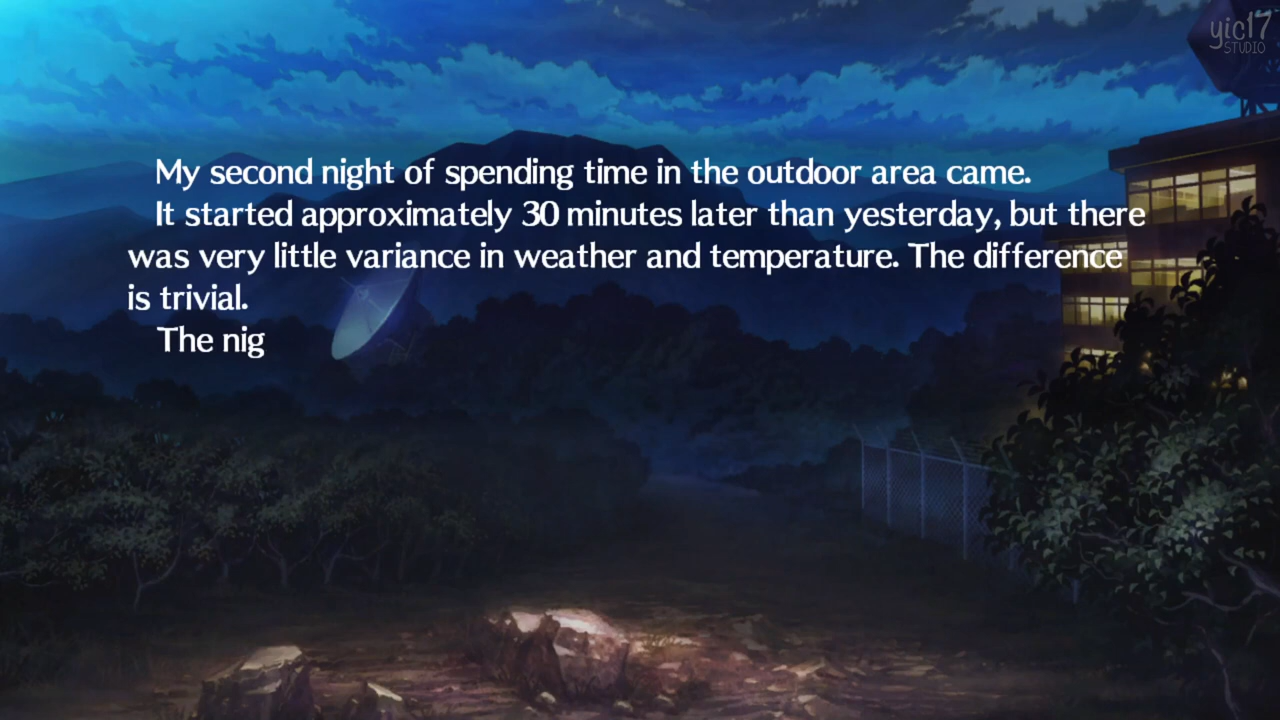 yic17
STUDIO
My second night of spending time in the outdoor area came.
It started approximately 30 minutes later than yesterday, but there
was very little variance in weather and temperature. The difference
is trivial.
The nig